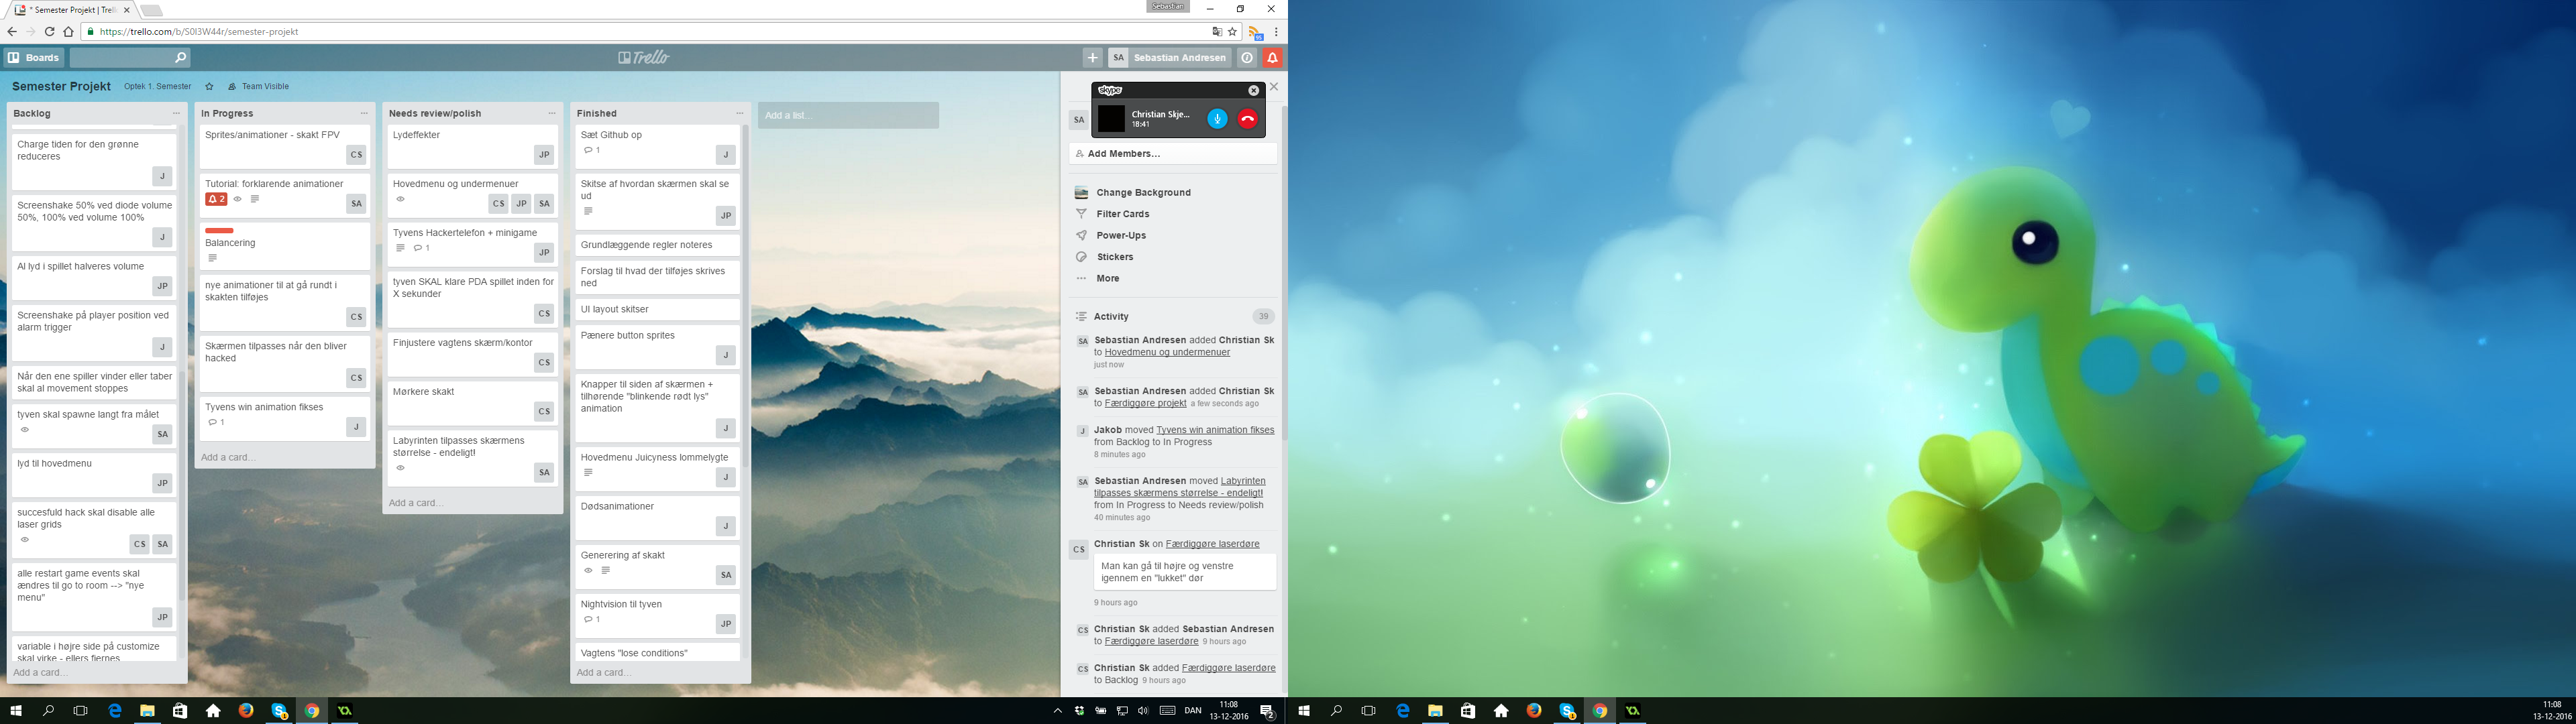 * Semester Projekt | Trell
Sebastian
https://trello.com/b/S0l3W44r/semester-projekt
Boards
Trello
SA
Sebastian Andresen
Semester Projekt
Optek 1. Semester
Team Visible
Backlog
Charge tiden for den grønne
reduceres
J
Screenshake 50% ved diode volume
50%, 100% ved volume 100%
J
Al lyd i spillet halveres volume
JP
Screenshake på player position ved
alarm trigger
J
Når den ene spiller vinder eller taber
skal al movement stoppes
tyven skal spawne langt fra målet
SA
lyd til hovedmenu
JP
succesfuld hack skal disable alle
laser grids
CS SA
alle restart game events skal
ændres til go to room --> "nye
menu"
JP
variable i højre side på customize
skal virke - ellers fjernes
Add a card...
In Progress
Sprites/animationer - skakt FPV
CS
Tutorial: forklarende animationer
2
SA
Balancering
nye animationer til at gå rundt i
skakten tilføjes
CS
Skærmen tilpasses når den bliver
hacked
CS
Tyvens win animation fikses
1
J
Add a card...
Needs review/polish
Lydeffekter
JP
Hovedmenu og undermenuer
CS JP SA
Tyvens Hackertelefon + minigame
1
JP
tyven SKAL klare PDA spillet inden for
X sekunder
CS
Finjustere vagtens skærm/kontor
CS
Mørkere skakt
CS
Labyrinten tilpasses skærmens
størrelse - endeligt!
SA
Add a card...
Finished
Sæt Github op
1
J
Skitse af hvordan skærmen skal se
ud
JP
Grundlæggende regler noteres
Forslag til hvad der tilføjes skrives
ned
UI layout skitser
Pænere button sprites
J
Knapper til siden af skærmen +
tilhørende "blinkende rødt lys"
animation
J
Hovedmenu Juicyness lommelygte
J
Dødsanimationer
J
Generering af skakt
SA
Nightvision til tyven
1
JP
Vagtens "lose conditions"
Add a card...
Add a list...
skype
Christian Skje...
18:41
SA
Add Members...
Change Background
Filter Cards
Power-Ups
Stickers
More
Activity
39
SA
Sebastian Andresen added Christian Sk
to Hovedmenu og undermenuer
just now
SA
Sebastian Andresen added Christian Sk
to Færdiggøre projekt a few seconds ago
J
Jakob moved Tyvens win animation fikses
from Backlog to In Progress
8 minutes ago
SA
Sebastian Andresen moved Labyrinten
tilpasses skærmens størrelse - endeligt!
from In Progress to Needs review/polish
40 minutes ago
CS
Christian Sk on Færdiggøre laserdøre
Man kan gå til højre og venstre
igennem en "lukket" dør
9 hours ago
CS
Christian Sk added Sebastian Andresen
to Færdiggøre laserdøre 9 hours ago
CS
Christian Sk added Færdiggøre laserdøre
to Backlog 9 hours ago
DAN
11:08
13-12-2016
2
11:08
13-12-2016